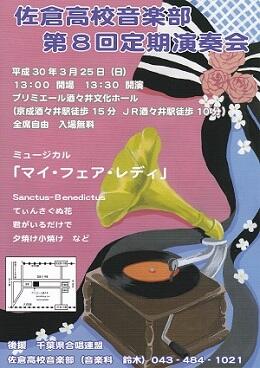 佐倉高校音楽部
第8回定期演奏会
平成30年3月25日（日）
13：00 開場　13：30 開演
プリミエール酒々井文化ホール
（京成酒々井駅徒歩15分　JR酒々井駅徒歩10分）
全席自由　入場無料
ミュージカル
「マイ・フェア・レディ」
Sanctus-Benedictus
てぃんさぐぬ花
君がいるだけで
夕焼け小焼け　など
後援　千葉県合唱連盟
佐倉高校音楽部（音楽科　鈴木）043-484-1021